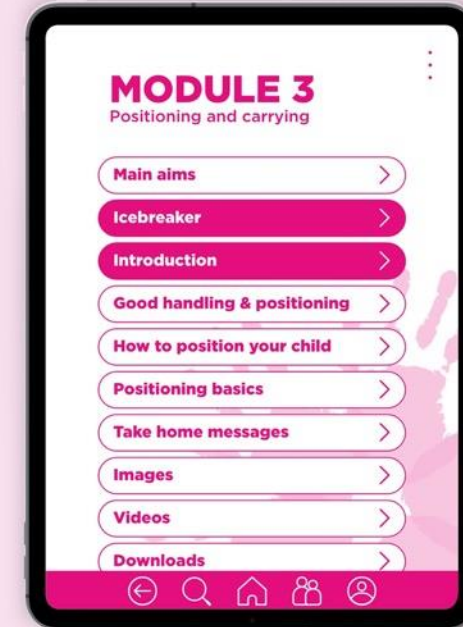 MODULE 3
Positioning and carrying
Main aims
Icebreaker
Introduction
Good handling & positioning
How to position your child
Positioning basics
Take home messages
Images
Videos
Downloads